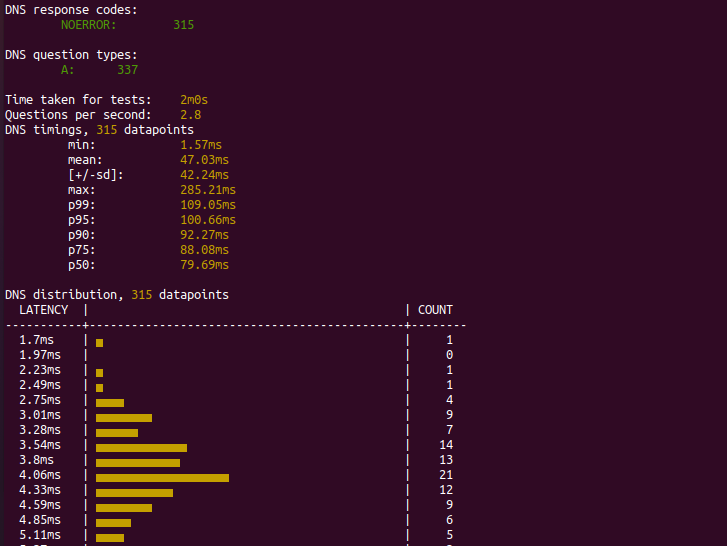 DNS response codes:
NOERROR: 315
DNS question types:
A: 337
Time taken for tests: 2m0s
Questions per second: 2.8
DNS timings, 315 datapoints
min: 1.57ms
mean: 47.03ms
[+/-sd]: 42.24ms
max: 285.21ms
p99: 109.05ms
p95: 100.66ms
p90: 92.27ms
p75: 88.08ms
p50: 79.69ms
DNS distribution, 315 datapoints
LATENCY | | COUNT
-----------+---------------------------------------------+--------
1.7ms | | 1
1.97ms | | 0
2.23ms | | 1
2.49ms | | 1
2.75ms | | 4
3.01ms | | 9
3.28ms | | 7
3.54ms | | 14
3.8ms | | 13
4.06ms | | 21
4.33ms | | 12
4.59ms | | 9
4.85ms | | 6
5.11ms | | 5